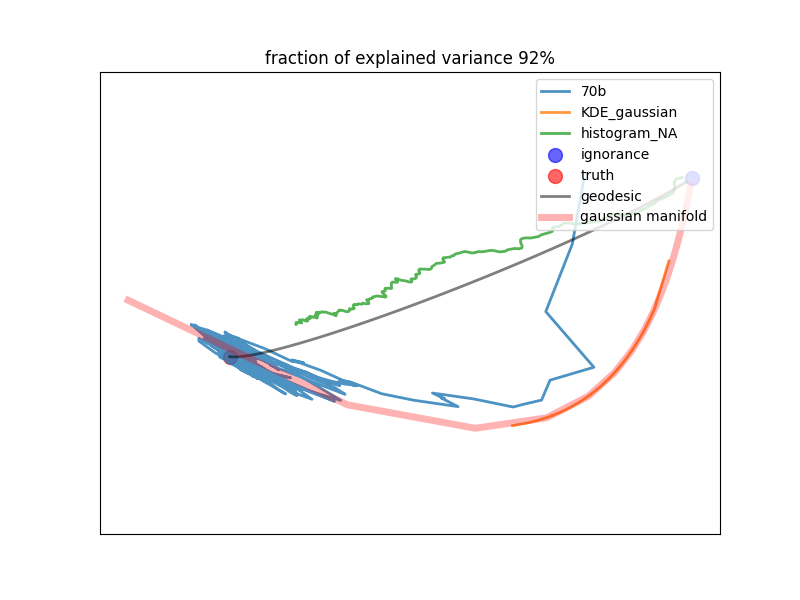 fraction of explained variance 92%
70b
KDE_gaussian
histogram_NA
ignorance
truth
geodesic
gaussian manifold